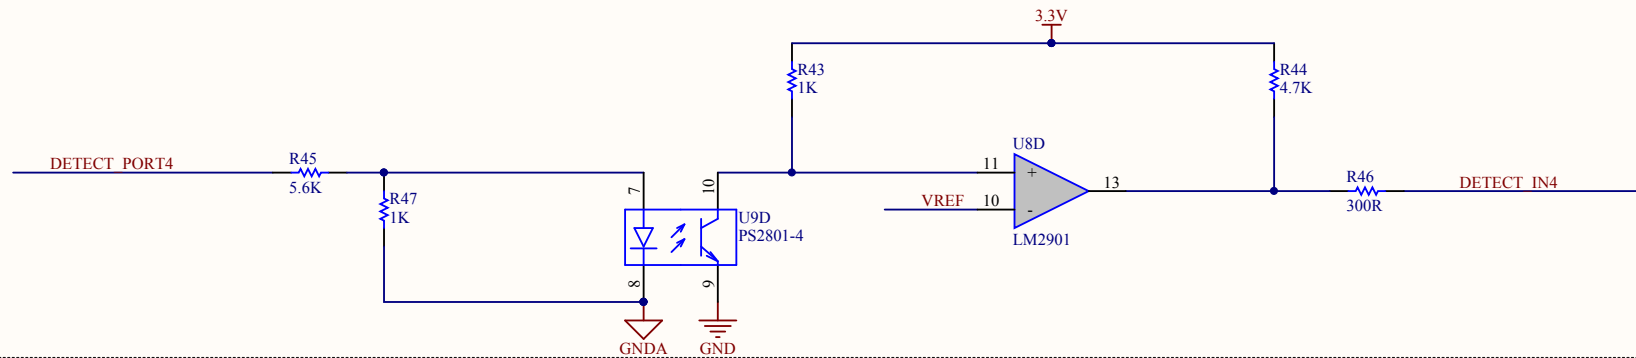 3.3V
R43
1K
R44
4.7K
U8D
DETECT_PORT4
R45
5.6K
R47
1K
7
10
U9D
PS2801-4
8
9
GNDA
GND
11
+
VREF
10
-
13
LM2901
R46
300R
DETECT_IN4